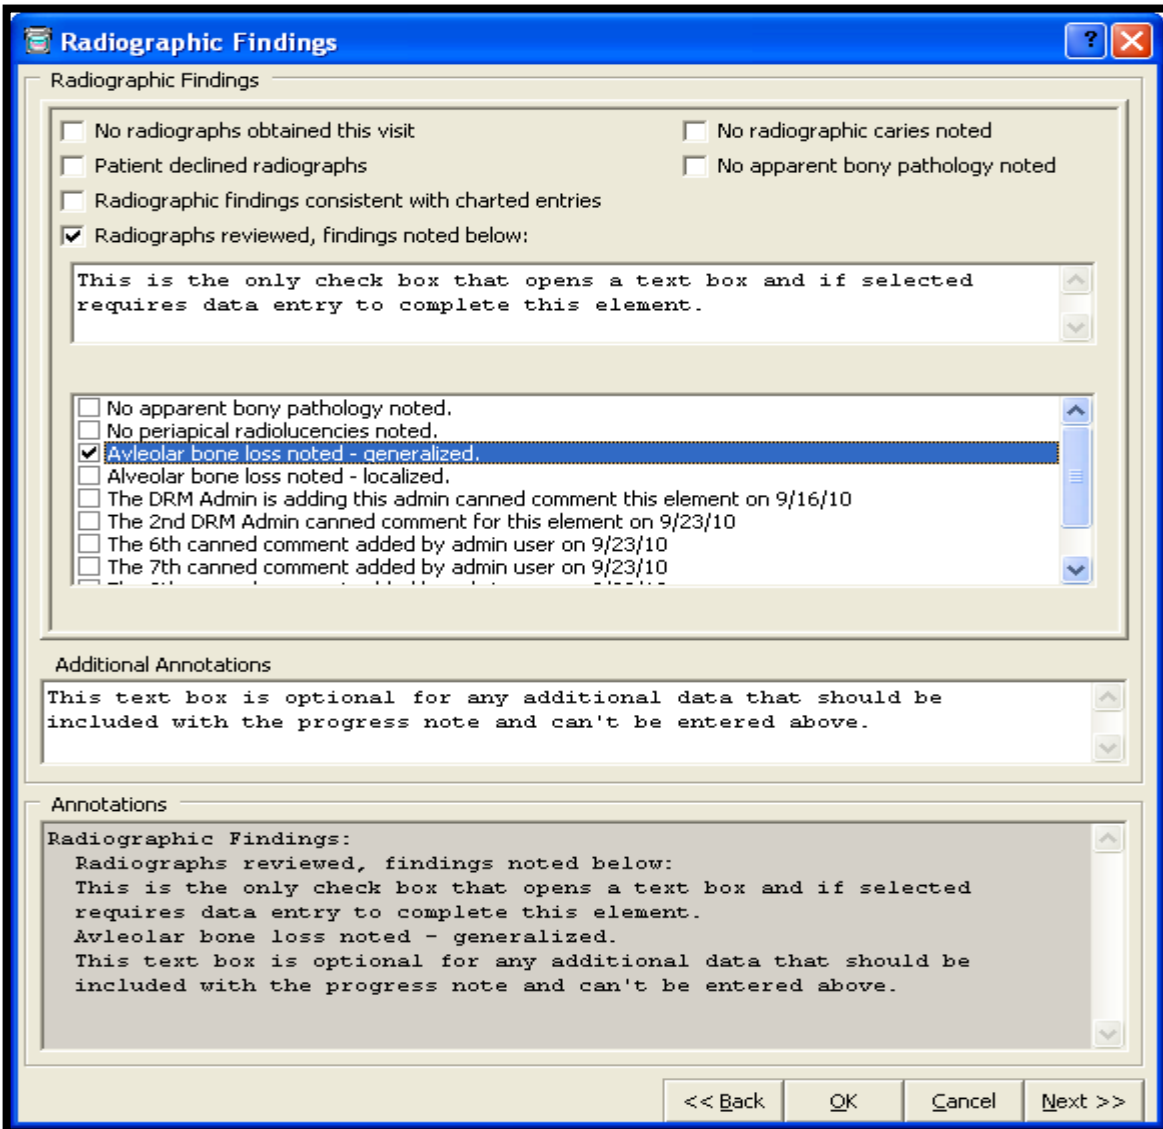 Radiographic Findings
Radiographic Findings
No radiographs obtained this visit
No radiographic caries noted
Patient declined radiographs
No apparent bony pathology noted
Radiographic findings consistent with charted entries
Radiographs reviewed, findings noted below:
This is the only check box that opens a text box and if selected
requires data entry to complete this element.
No apparent bony pathology noted.
No periapical radiolucencies noted.
Avleolar bone loss noted - generalized.
Alveolar bone loss noted - localized.
The DRM Admin is adding this admin canned comment this element on 9/16/10
The 2nd DRM Admin canned comment for this element on 9/23/10
The 6th canned comment added by admin user on 9/23/10
The 7th canned comment added by admin user on 9/23/10
Additional Annotations
This text box is optional for any additional data that should be
included with the progress note and can't be entered above.
Annotations
Radiographic Findings:
Radiographs reviewed, findings noted below:
This is the only check box that opens a text box and if selected
requires data entry to complete this element.
Avleolar bone loss noted - generalized.
This text box is optional for any additional data that should be
included with the progress note and can't be entered above.
<< Back
OK
Cancel
Next >>